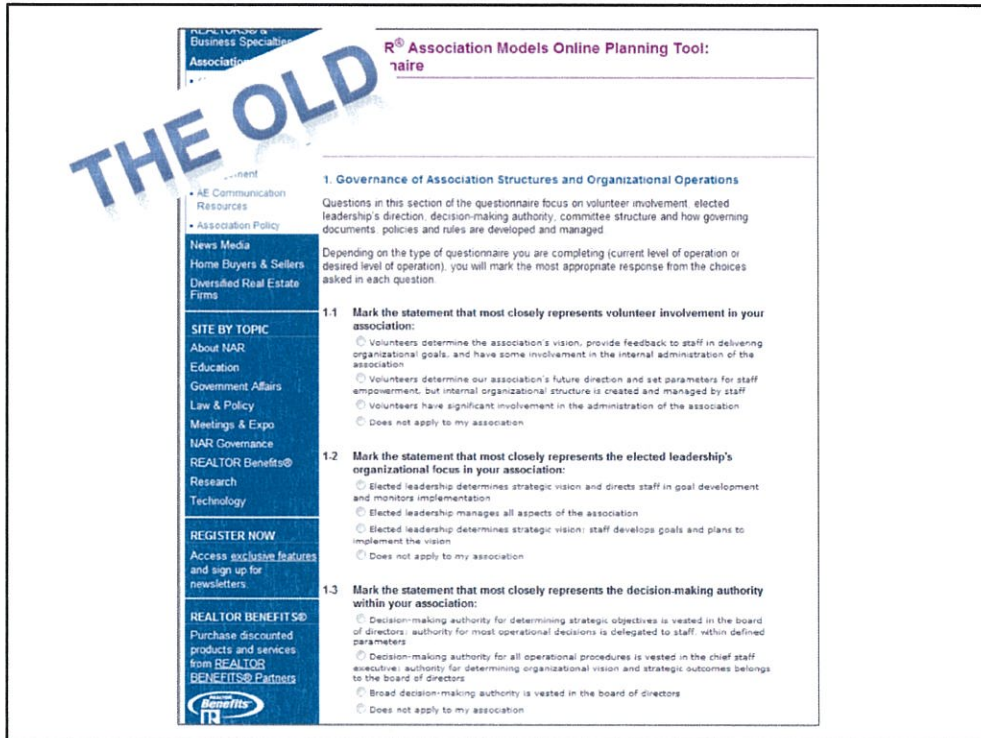 REALTORS® &
Business Specialties
Association
THE OLD
AE Communication
Resources
Association Policy
News Media
Home Buyers & Sellers
Diversified Real Estate
Firms
SITE BY TOPIC
About NAR
Education
Government Affairs
Law & Policy
Meetings & Expo
NAR Governance
REALTOR Benefits®
Research
Technology
REGISTER NOW
Access exclusive features
and sign up for
newsletters.
REALTOR BENEFITS®
Purchase discounted
products and services
from REALTOR
BENEFITS® Partners
Benefits
R® Association Models Online Planning Tool:
naire
1. Governance of Association Structures and Organizational Operations
Questions in this section of the questionnaire focus on volunteer involvement, elected
leadership's direction, decision-making authority, committee structure and how governing
documents, policies and rules are developed and managed
Depending on the type of questionnaire you are completing (current level of operation or
desired level of operation), you will mark the most appropriate response from the choices
asked in each question.
1-1 Mark the statement that most closely represents volunteer involvement in your
association:
Volunteers determine the association's vision, provide feedback to staff in delivering
organizational goals, and have some involvement in the internal administration of the
association
Volunteers determine our association's future direction and set parameters for staff
empowerment, but internal organizational structure is created and managed by staff
Volunteers have significant involvement in the administration of the association
Does not apply to my association
1-2 Mark the statement that most closely represents the elected leadership's
organizational focus in your association:
Elected leadership determines strategic vision and directs staff in goal development
and monitors implementation
Elected leadership manages all aspects of the association
Elected leadership determines strategic vision; staff develops goals and plans to
implement the vision
Does not apply to my association
1-3 Mark the statement that most closely represents the decision-making authority
within your association:
Decision-making authority for determining strategic objectives is vested in the board
of directors; authority for most operational decisions is delegated to staff, within defined
parameters
Decision-making authority for all operational procedures is vested in the chief staff
executive; authority for determining organizational vision and strategic outcomes belongs
to the board of directors
Broad decision-making authority is vested in the board of directors
Does not apply to my association